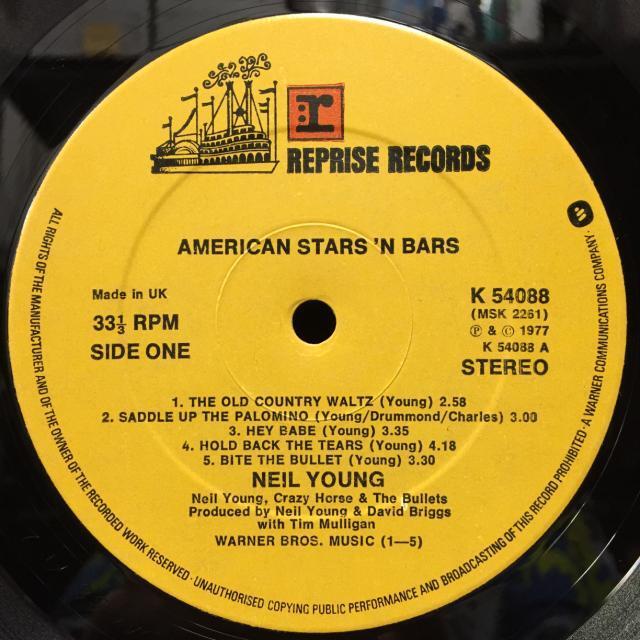 r
REPRISE RECORDS
AMERICAN STARS 'N BARS
Made in UK
33⅓ RPM
SIDE ONE
K 54088
(MSK 2261)
Ⓟ & © 1977
K 54088 A
STEREO
1. THE OLD COUNTRY WALTZ (Young) 2.58
2. SADDLE UP THE PALOMINO (Young/Drummond/Charles) 3.00
3. HEY BABE (Young) 3.35
4. HOLD BACK THE TEARS (Young) 4.18
5. BITE THE BULLET (Young) 3.30
NEIL YOUNG
Neil Young, Crazy Horse & The Bullets
Produced by Neil Young & David Briggs
with Tim Mulligan
WARNER BROS. MUSIC (1—5)
ALL RIGHTS OF THE MANUFACTURER AND OF THE OWNER OF THE RECORDED WORK RESERVED · UNAUTHORISED COPYING PUBLIC PERFORMANCE AND BROADCASTING OF THIS RECORD PROHIBITED · A WARNER COMMUNICATIONS COMPANY ·